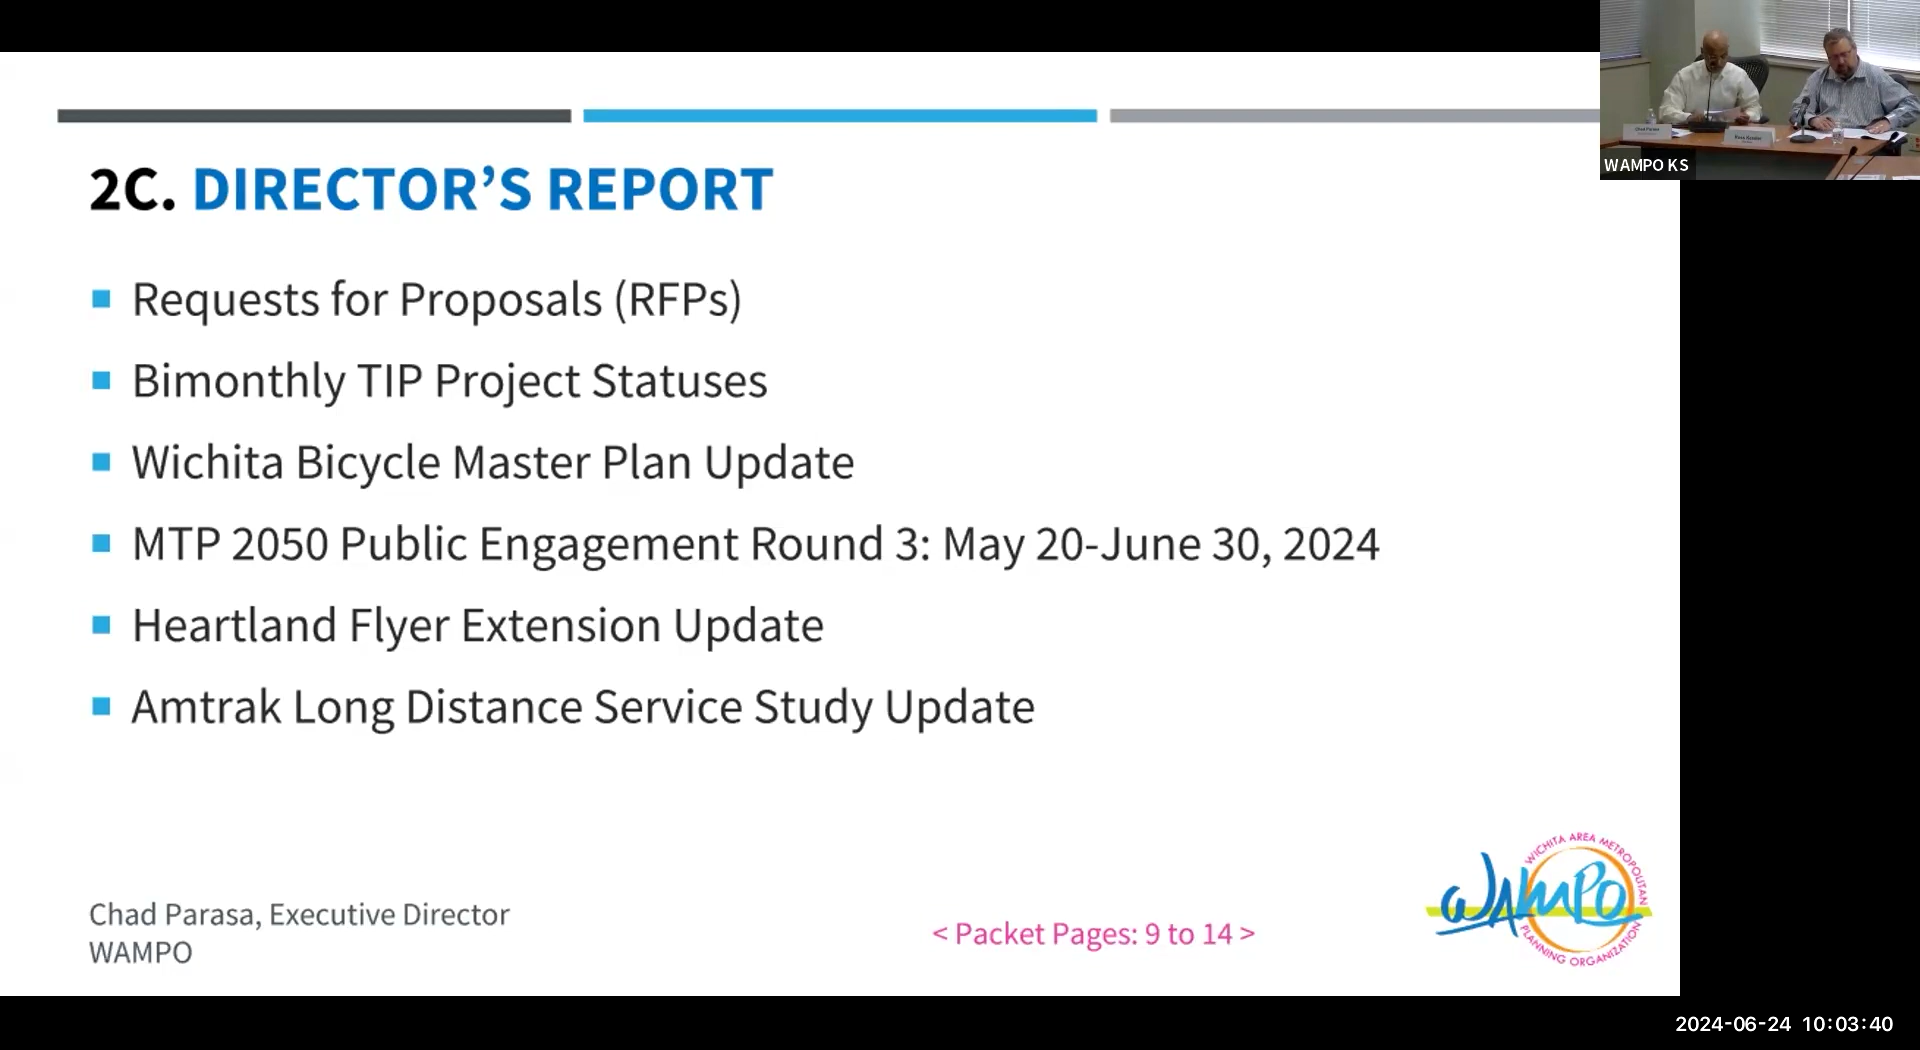 WAMPO KS
2C. DIRECTOR’S REPORT
Requests for Proposals (RFPs)
Bimonthly TIP Project Statuses
Wichita Bicycle Master Plan Update
MTP 2050 Public Engagement Round 3: May 20-June 30, 2024
Heartland Flyer Extension Update
Amtrak Long Distance Service Study Update
Chad Parasa, Executive Director
WAMPO
< Packet Pages: 9 to 14 >
WICHITA AREA METROPOLITAN
WAMPO
PLANNING ORGANIZATION
2024-06-24 10:03:40